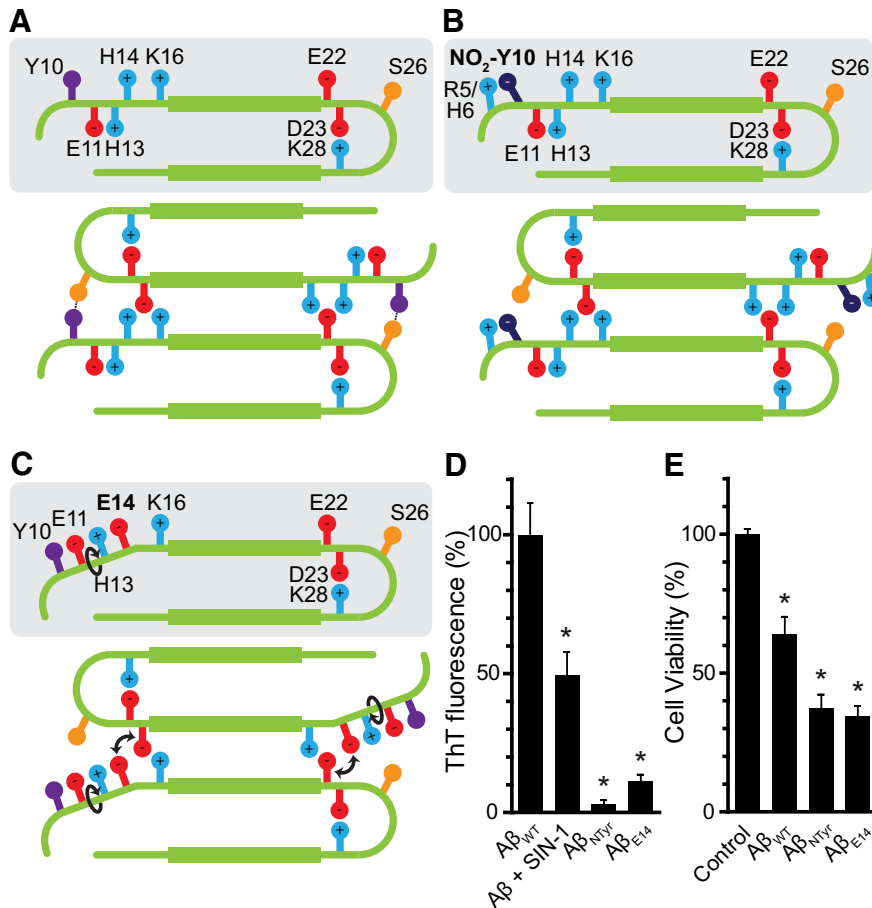 A
Y10 H14 K16 E22 S26
E11 H13 D23
K28
B
NO2-Y10 H14 K16 E22 S26
R5/
H6
E11 H13 D23
K28
C
Y10 E11 E14 K16 E22 S26
H13 D23
K28
D
ThT fluorescence (%)
100
50
0
AβWT Aβ + SIN-1 AβNTyr AβE14
E
Cell Viability (%)
100
50
0
Control AβWT AβNTyr AβE14